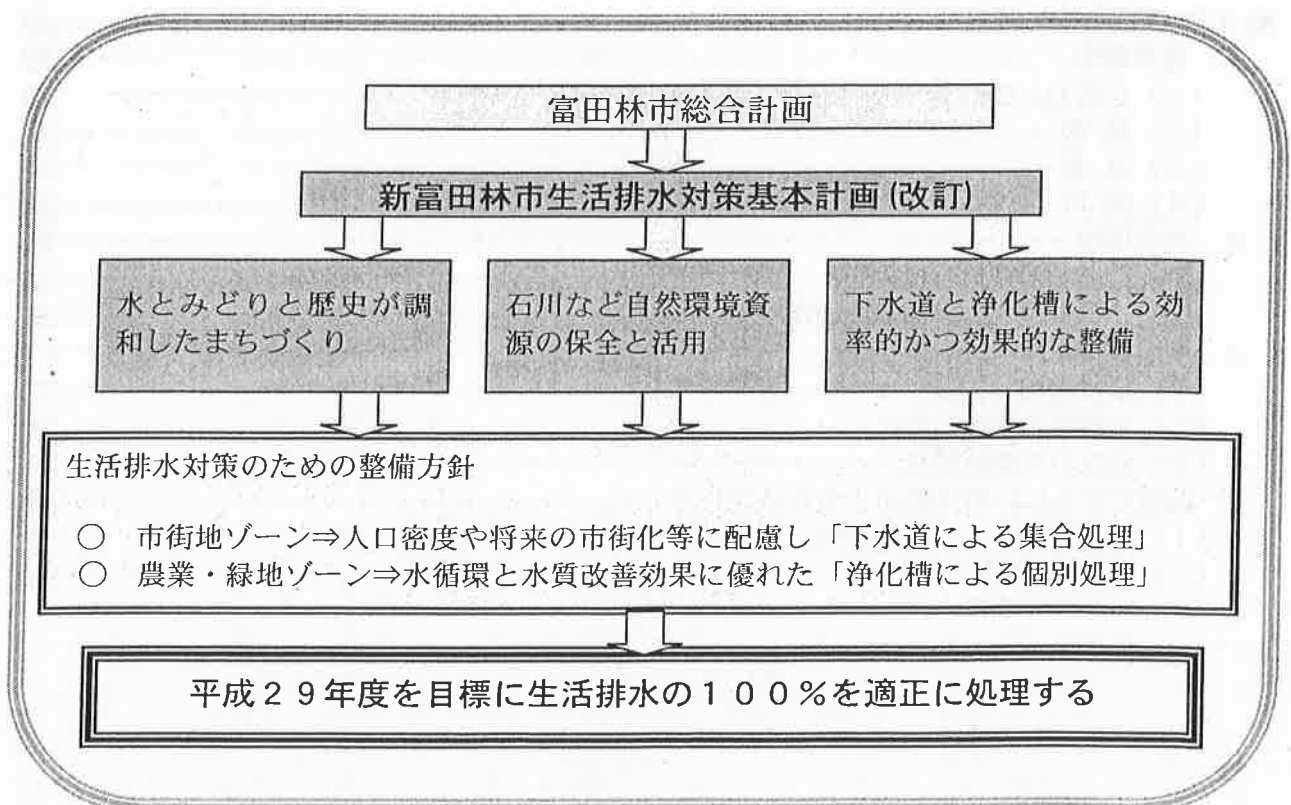 富田林市総合計画
新富田林市生活排水対策基本計画(改訂)
水とみどりと歴史が調
和したまちづくり
石川など自然環境資
源の保全と活用
下水道と浄化槽による効
率的かつ効果的な整備
生活排水対策のための整備方針
○ 市街地ゾーン⇒人口密度や将来の市街化等に配慮し「下水道による集合処理」
○ 農業・緑地ゾーン⇒水循環と水質改善効果に優れた「浄化槽による個別処理」
平成29年度を目標に生活排水の100%を適正に処理する